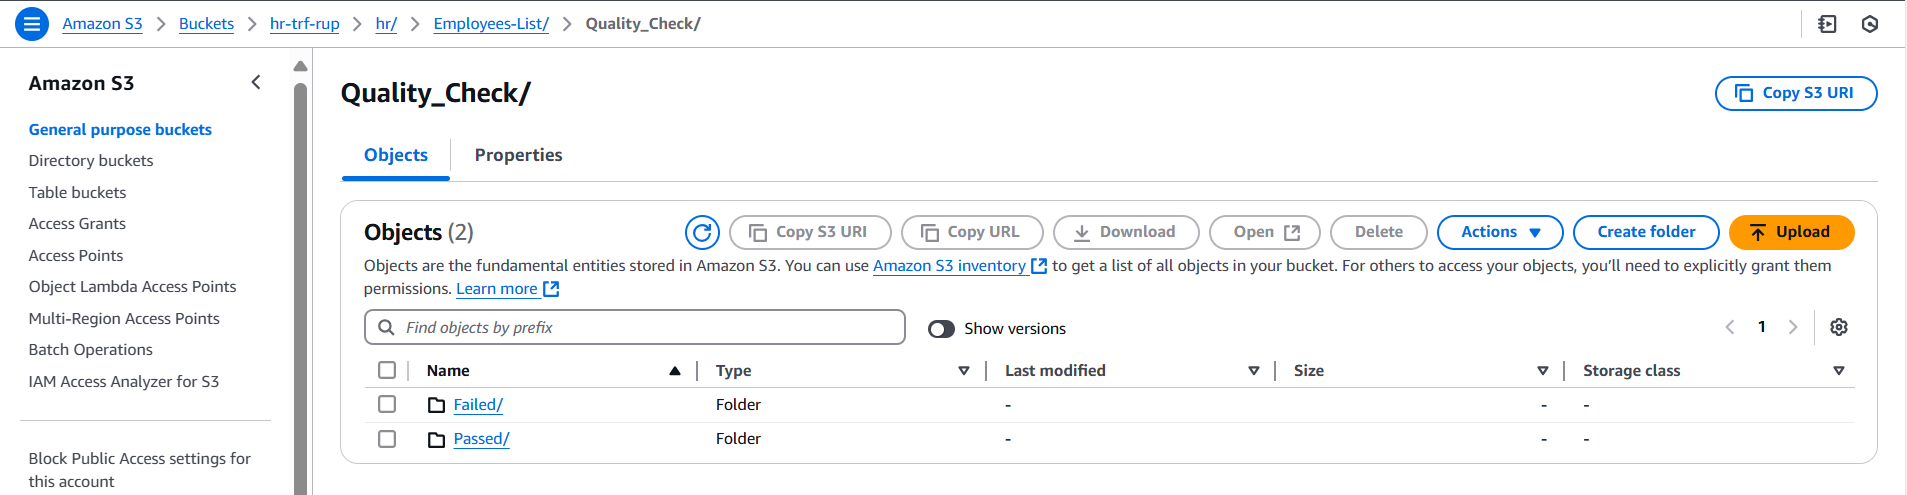 Amazon S3 Buckets hr-trf-rup hr/ Employees-List/ Quality_Check/
Amazon S3
General purpose buckets
Directory buckets
Table buckets
Access Grants
Access Points
Object Lambda Access Points
Multi-Region Access Points
Batch Operations
IAM Access Analyzer for S3
Block Public Access settings for
this account
Quality_Check/
Copy S3 URI
Objects Properties
Objects (2)
Copy S3 URI Copy URL Download Open Delete Actions Create folder Upload
Objects are the fundamental entities stored in Amazon S3. You can use Amazon S3 inventory to get a list of all objects in your bucket. For others to access your objects, you’ll need to explicitly grant them
permissions. Learn more
Find objects by prefix Show versions 1
Name Type Last modified Size Storage class
Failed/ Folder - - -
Passed/ Folder - - -